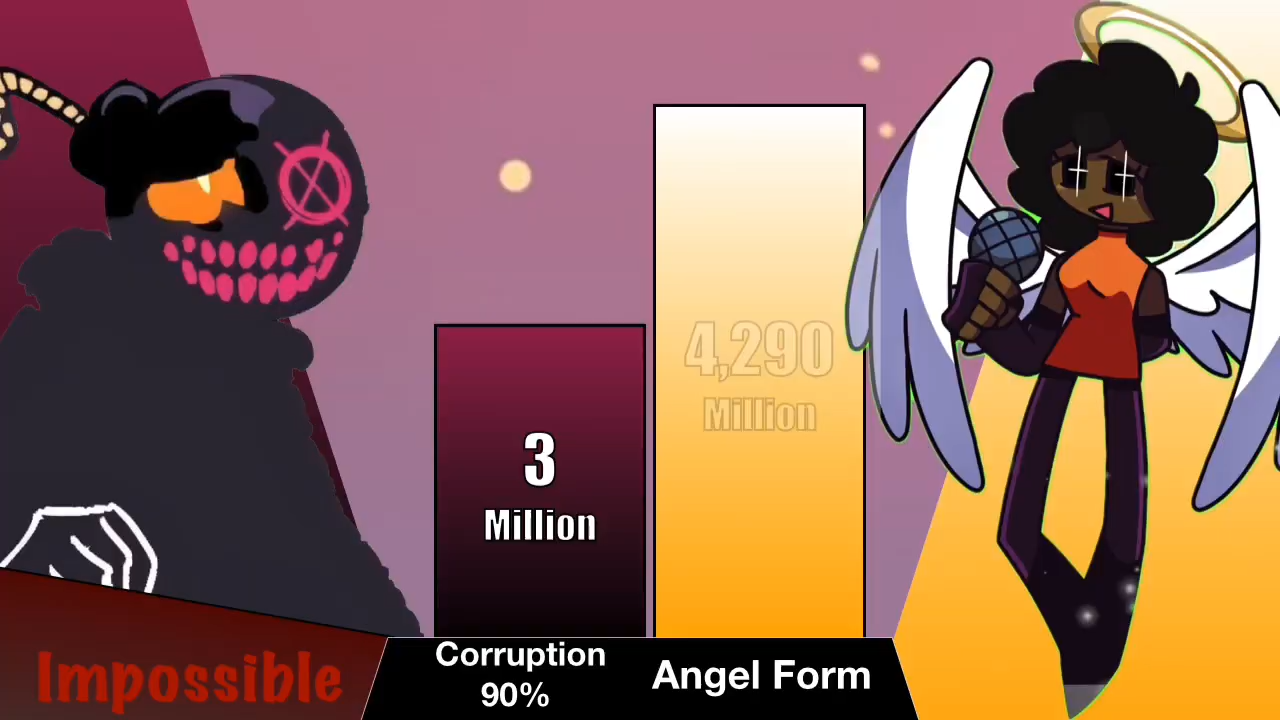 4,290
Million
3
Million
Impossible
Corruption
90%
Angel Form